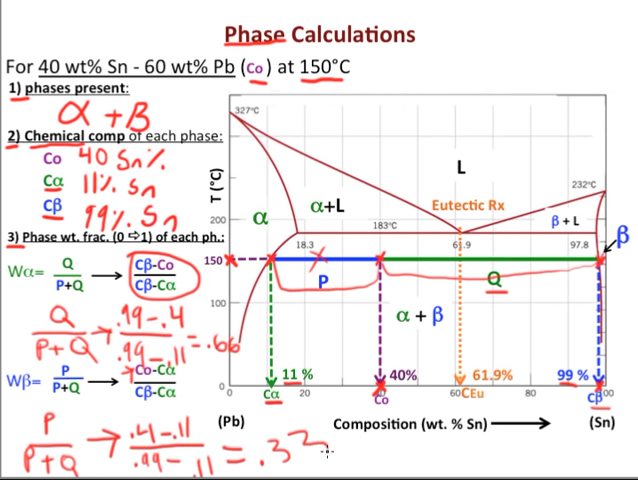 Phase Calculations
For 40 wt% Sn - 60 wt% Pb (Co) at 150°C
1) phases present:
α + β
2) Chemical comp of each phase:
Co 40 Sn%
Cα 11% Sn
Cβ 99% Sn
3) Phase wt. frac. (0 ⇨1) of each ph.:
Wα= Q / P+Q → Cβ-Co / Cβ-Cα
Q / P+Q → .99-.4 / .99-.11 = .66
Wβ= P / P+Q → Co-Cα / Cβ-Cα
P / P+Q → .4-.11 / .99-.11 = .33
T (°C)
327°C
232°C
L
α+L
Eutectic Rx
α
β + L
β
200
183°C
18.3
61.9
97.8
150
P
Q
100
α + β
11 %
40%
61.9%
99 %
0
0
20
60
80
100
Cα
Co
CEu
Cβ
(Pb)
Composition (wt. % Sn) →
(Sn)